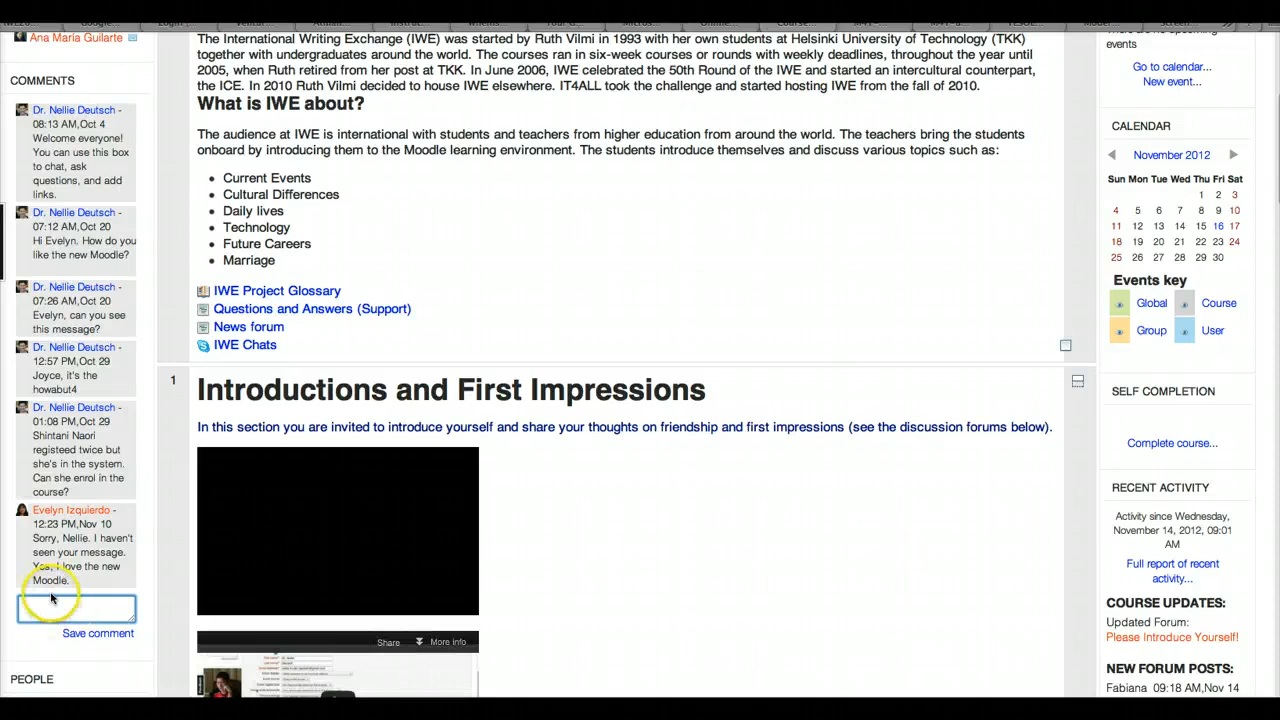 Ana María Guilarte
COMMENTS
Dr. Nellie Deutsch -
08:13 AM,Oct 4
Welcome everyone!
You can use this box
to chat, ask
questions, and add
links.
Dr. Nellie Deutsch -
07:12 AM,Oct 20
Hi Evelyn. How do you
like the new Moodle?
Dr. Nellie Deutsch -
07:26 AM,Oct 20
Evelyn, can you see
this message?
Dr. Nellie Deutsch -
12:57 PM,Oct 29
Joyce, it's the
howabut4
Dr. Nellie Deutsch -
01:08 PM,Oct 29
Shintani Naori
registeed twice but
she's in the system.
Can she enrol in the
course?
Evelyn Izquierdo -
12:23 PM,Nov 10
Sorry, Nellie. I haven't
seen your message.
Yes, I love the new
Moodle.
Save comment
PEOPLE
The International Writing Exchange (IWE) was started by Ruth Vilmi in 1993 with her own students at Helsinki University of Technology (TKK)
together with undergraduates around the world. The courses ran in six-week courses or rounds with weekly deadlines, throughout the year until
2005, when Ruth retired from her post at TKK. In June 2006, IWE celebrated the 50th Round of the IWE and started an intercultural counterpart,
the ICE. In 2010 Ruth Vilmi decided to house IWE elsewhere. IT4ALL took the challenge and started hosting IWE from the fall of 2010.
What is IWE about?
The audience at IWE is international with students and teachers from higher education from around the world. The teachers bring the students
onboard by introducing them to the Moodle learning environment. The students introduce themselves and discuss various topics such as:
Current Events
Cultural Differences
Daily lives
Technology
Future Careers
Marriage
IWE Project Glossary
Questions and Answers (Support)
News forum
IWE Chats
1
Introductions and First Impressions
In this section you are invited to introduce yourself and share your thoughts on friendship and first impressions (see the discussion forums below).
Share More info
events
Go to calendar...
New event...
CALENDAR
November 2012
Sun Mon Tue Wed Thu Fri Sat
1 2 3
4 5 6 7 8 9 10
11 12 13 14 15 16 17
18 19 20 21 22 23 24
25 26 27 28 29 30
Events key
Global Course
Group User
SELF COMPLETION
Complete course...
RECENT ACTIVITY
Activity since Wednesday,
November 14, 2012, 09:01
AM
Full report of recent
activity...
COURSE UPDATES:
Updated Forum:
Please Introduce Yourself!
NEW FORUM POSTS:
Fabiana 09:18 AM,Nov 14